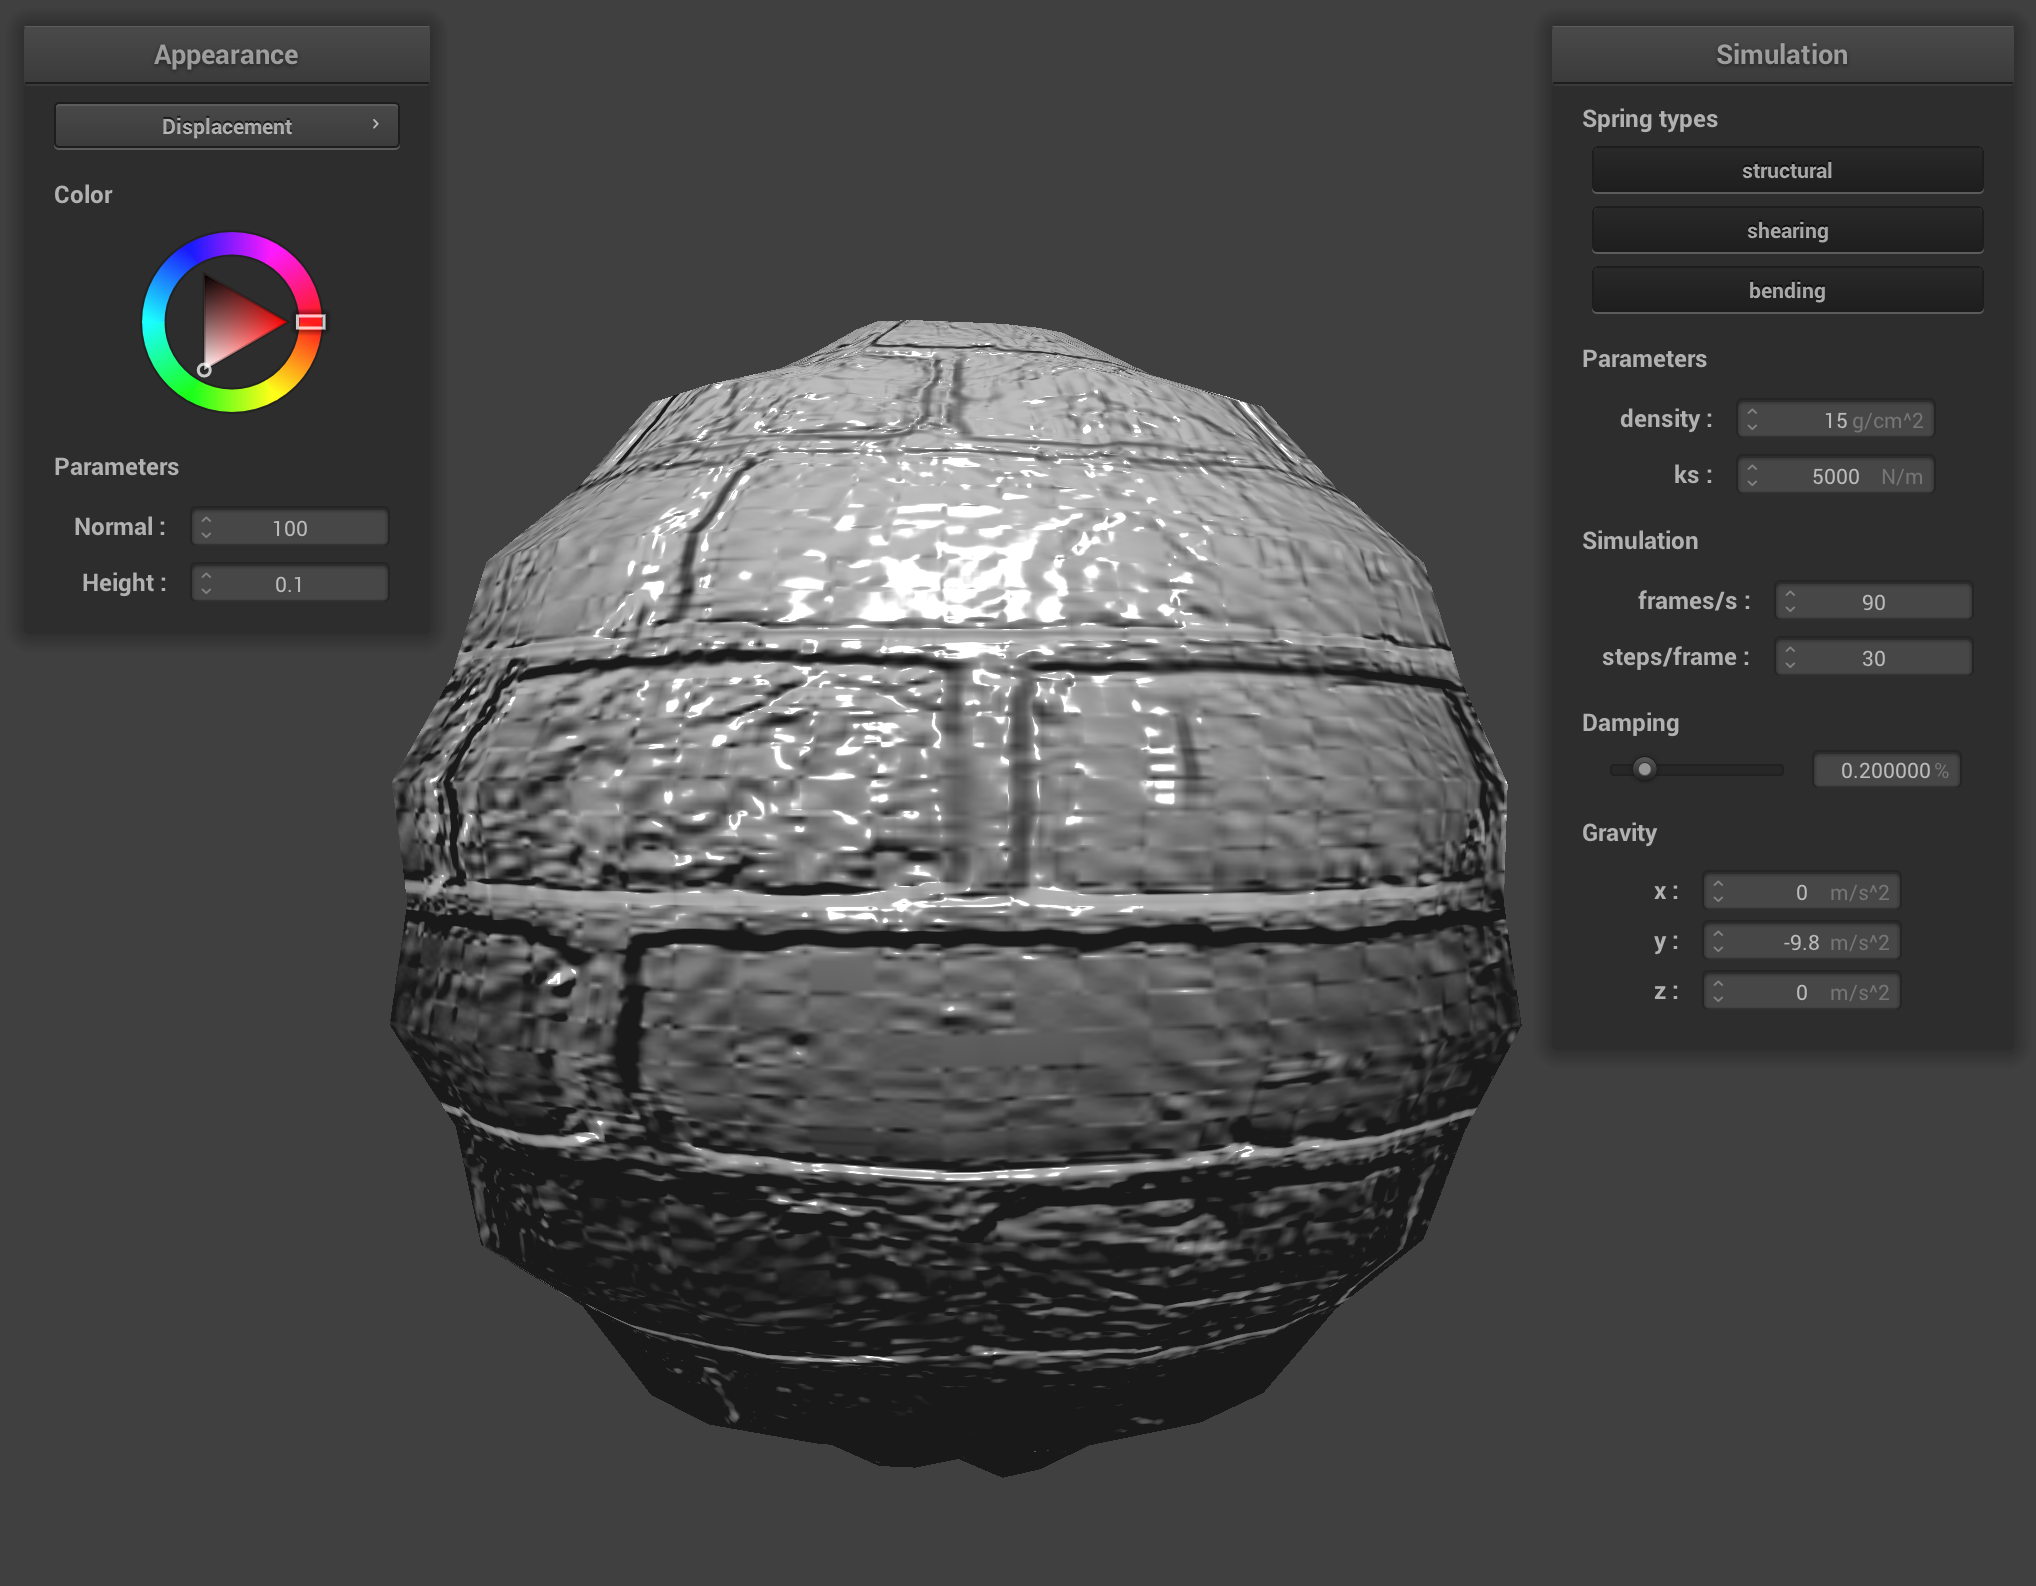 Appearance
Displacement
Color
Parameters
Normal : 100
Height : 0.1
Simulation
Spring types
structural
shearing
bending
Parameters
density : 15 g/cm^2
ks : 5000 N/m
Simulation
frames/s : 90
steps/frame : 30
Damping
0.200000 %
Gravity
x : 0 m/s^2
y : -9.8 m/s^2
z : 0 m/s^2